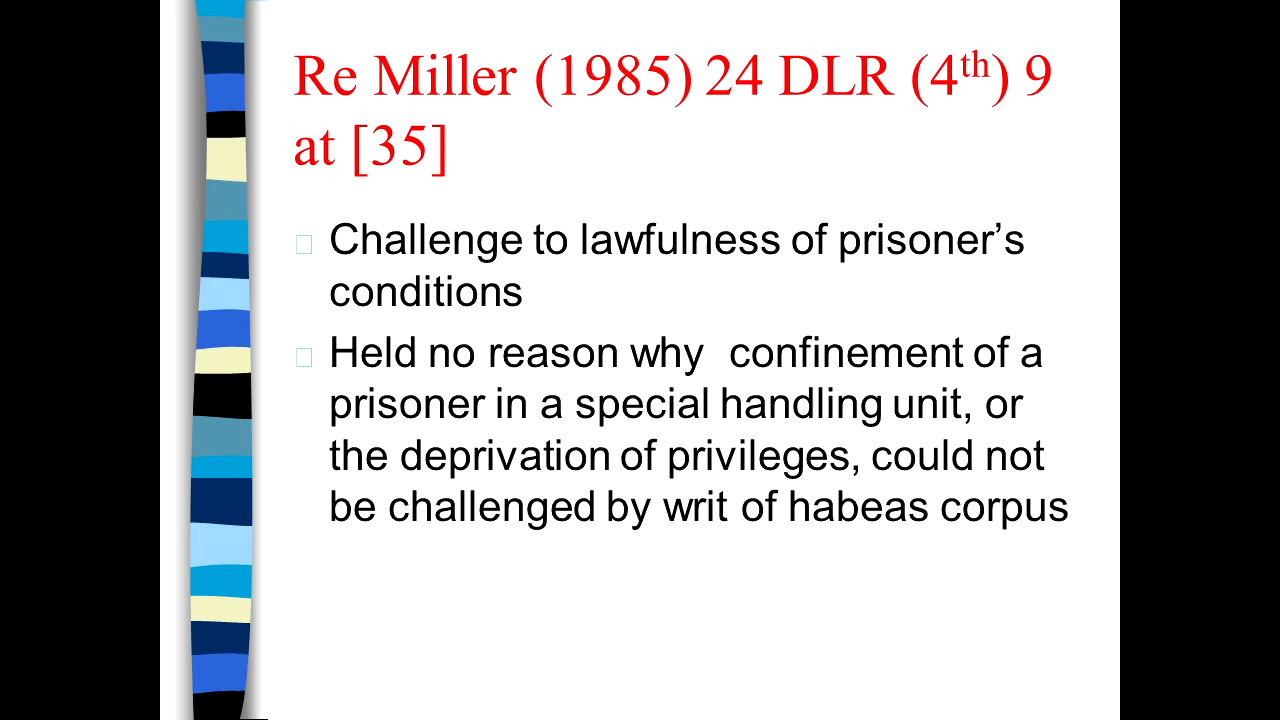 Re Miller (1985) 24 DLR (4th) 9
at [35]
Challenge to lawfulness of prisoner’s
conditions
Held no reason why  confinement of a
prisoner in a special handling unit, or
the deprivation of privileges, could not
be challenged by writ of habeas corpus